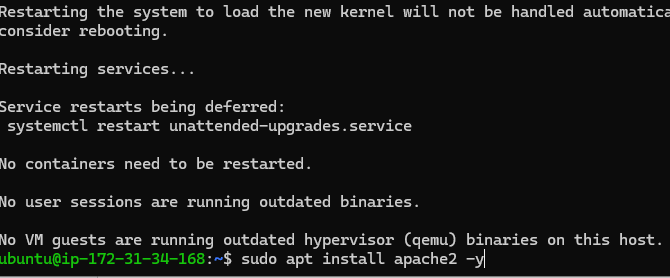 Restarting the system to load the new kernel will not be handled automatica
consider rebooting.
Restarting services...
Service restarts being deferred:
 systemctl restart unattended-upgrades.service
No containers need to be restarted.
No user sessions are running outdated binaries.
No VM guests are running outdated hypervisor (qemu) binaries on this host.
ubuntu@ip-172-31-34-168:~$ sudo apt install apache2 -y